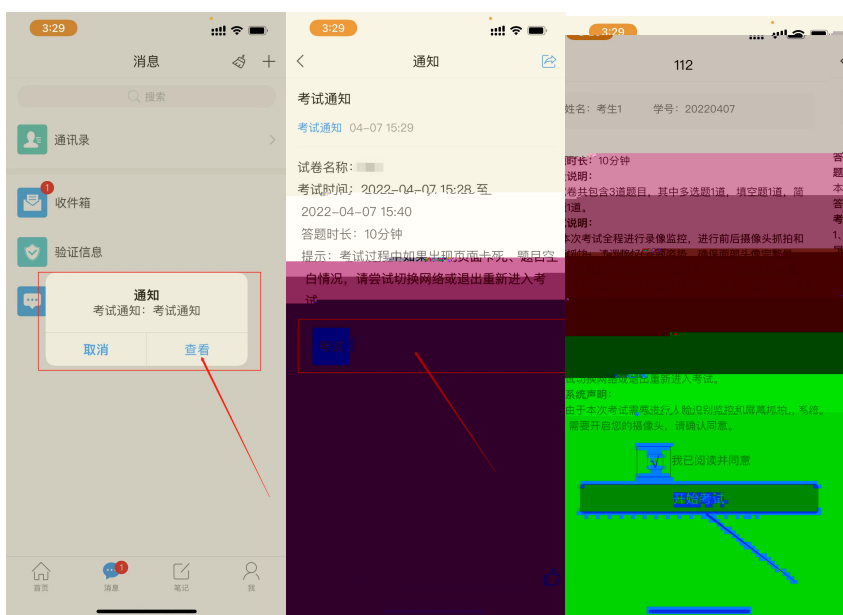 3:29
消息
搜索
通讯录
收件箱
1
验证信息
通知
考试通知：考试通知
取消
查看
首页
消息
1
笔记
我
3:29
通知
考试通知
考试通知 04-07 15:29
试卷名称：
考试时间：2022-04-07 15:28 至
2022-04-07 15:40
答题时长：10分钟
提示：考试过程中如果出现页面卡死、题目空
白情况，请尝试切换网络或退出重新进入考
试
3:29
112
姓名：考生1 学号：20220407
时长：10分钟
说明：
卷共包含3道题目，其中多选题1道，填空题1道，简
1道。
说明：
本次考试全程进行录像监控，进行前后摄像头抓拍和
试切换网络或退出重新进入考试。
系统声明：
由于本次考试需要进行人脸识别监控和屏幕抓拍，系统
需要开启您的摄像头，请确认同意。
我已阅读并同意
开始考试
答
题
本
答
考
1、